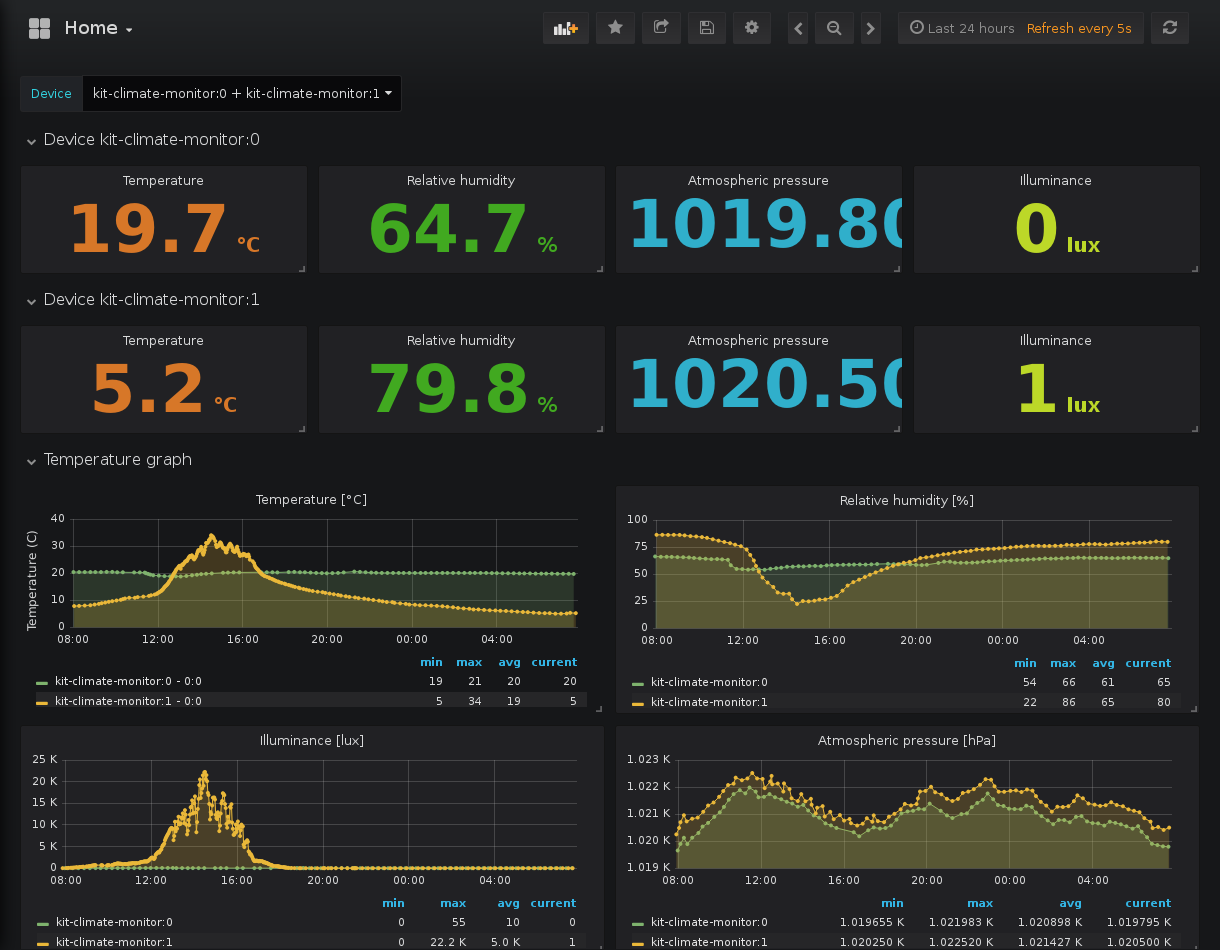 Home
Last 24 hours Refresh every 5s
Device kit-climate-monitor:0 + kit-climate-monitor:1
Device kit-climate-monitor:0
Temperature Relative humidity Atmospheric pressure Illuminance
19.7 °C 64.7 % 1019.80 0 lux
Device kit-climate-monitor:1
Temperature Relative humidity Atmospheric pressure Illuminance
5.2 °C 79.8 % 1020.50 1 lux
Temperature graph
Temperature [°C]
Temperature (C)
40
30
20
10
0
08:00 12:00 16:00 20:00 00:00 04:00
min max avg current
kit-climate-monitor:0 - 0:0 19 21 20 20
kit-climate-monitor:1 - 0:0 5 34 19 5
Relative humidity [%]
100
75
50
25
0
08:00 12:00 16:00 20:00 00:00 04:00
min max avg current
kit-climate-monitor:0 54 66 61 65
kit-climate-monitor:1 22 86 65 80
Illuminance [lux]
25 K
20 K
15 K
10 K
5 K
0
08:00 12:00 16:00 20:00 00:00 04:00
min max avg current
kit-climate-monitor:0 0 55 10 0
kit-climate-monitor:1 0 22.2 K 5.0 K 1
Atmospheric pressure [hPa]
1.023 K
1.022 K
1.021 K
1.020 K
1.019 K
08:00 12:00 16:00 20:00 00:00 04:00
min max avg current
kit-climate-monitor:0 1.019655 K 1.021983 K 1.020898 K 1.019795 K
kit-climate-monitor:1 1.020250 K 1.022520 K 1.021427 K 1.020500 K